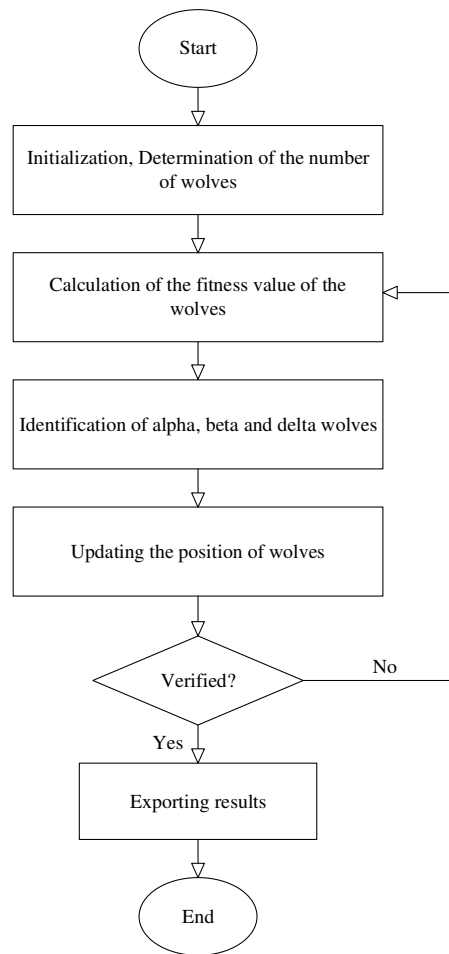 Start
Initialization, Determination of the number
of wolves
Calculation of the fitness value of the
wolves
Identification of alpha, beta and delta wolves
Updating the position of wolves
Verified?
No
Yes
Exporting results
End